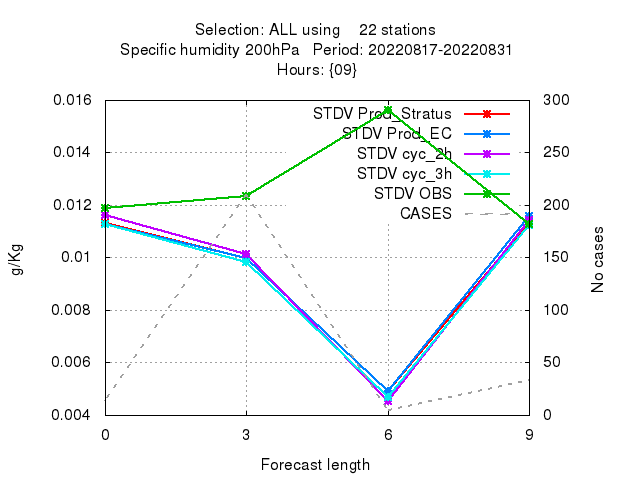 Selection: ALL using 22 stations
Specific humidity 200hPa Period: 20220817-20220831
Hours: {09}
0.016
0.014
0.012
0.01
0.008
0.006
0.004
g/Kg
STDV Prod_Stratus
STDV Prod_EC
STDV cyc_2h
STDV cyc_3h
STDV OBS
CASES
300
250
200
150
100
50
0
No cases
0 3 6 9
Forecast length